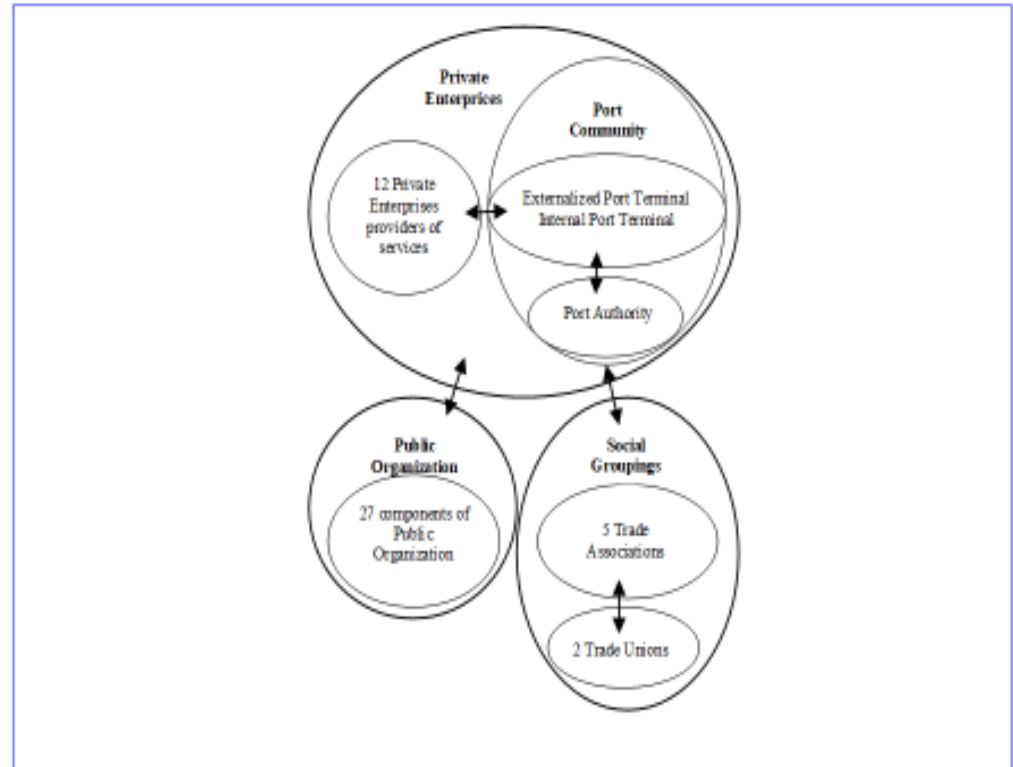 Private
Enterprices
Port
Community
12 Private
Enterprises
providers of
services
Externalized Port Terminal
Internal Port Terminal
Port Authority
Public
Organization
27 components of
Public
Organization
Social
Groupings
5 Trade
Associations
2 Trade Unions